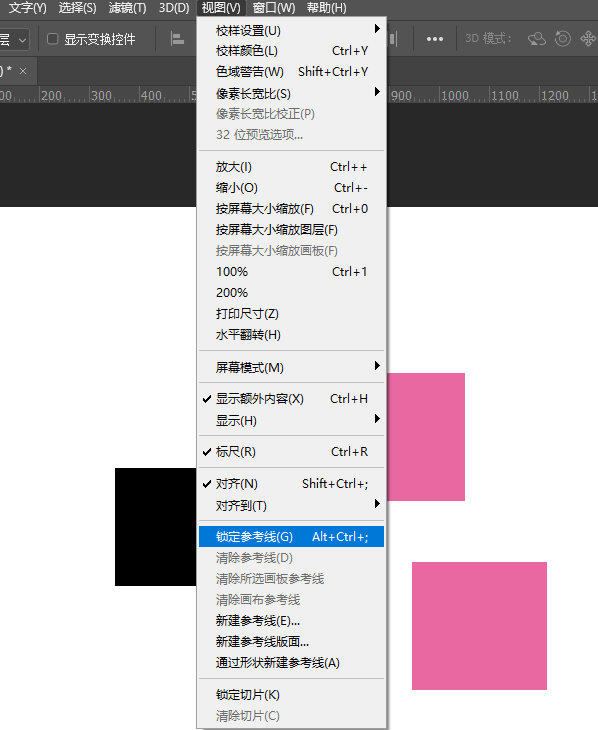 文字(Y) 选择(S) 滤镜(T) 3D(D) 视图(V) 窗口(W) 帮助(H)
层 显示变换控件 3D 模式:
) * ×
200 300 400 900 1000 1100 1200
校样设置(U)
校样颜色(L) Ctrl+Y
色域警告(W) Shift+Ctrl+Y
像素长宽比(S)
像素长宽比校正(P)
32 位预览选项...
放大(I) Ctrl++
缩小(O) Ctrl+-
按屏幕大小缩放(F) Ctrl+0
按屏幕大小缩放图层(F)
按屏幕大小缩放画板(F)
100% Ctrl+1
200%
打印尺寸(Z)
水平翻转(H)
屏幕模式(M)
显示额外内容(X) Ctrl+H
显示(H)
标尺(R) Ctrl+R
对齐(N) Shift+Ctrl+;
对齐到(T)
锁定参考线(G) Alt+Ctrl+;
清除参考线(D)
清除所选画板参考线
清除画布参考线
新建参考线(E)...
新建参考线版面...
通过形状新建参考线(A)
锁定切片(K)
清除切片(C)